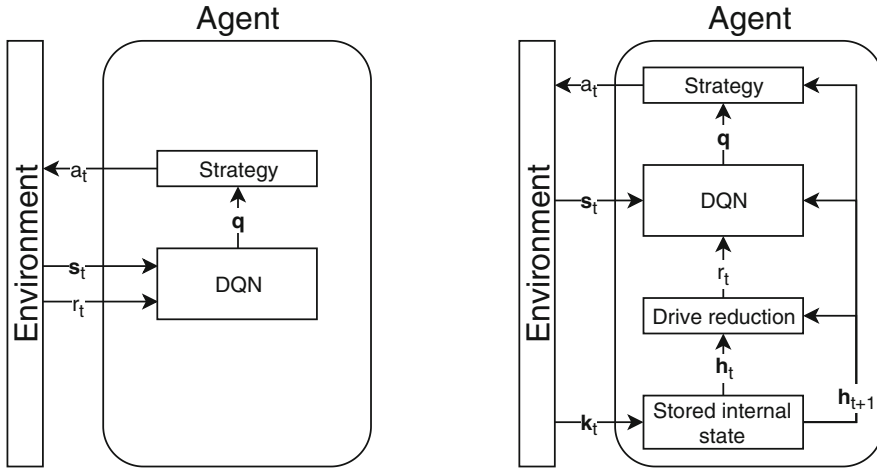 Agent
Environment
Strategy
a_t
q
DQN
s_t
r_t
Agent
Environment
Strategy
a_t
q
DQN
s_t
r_t
Drive reduction
h_t
h_{t+1}
Stored internal
state
k_t